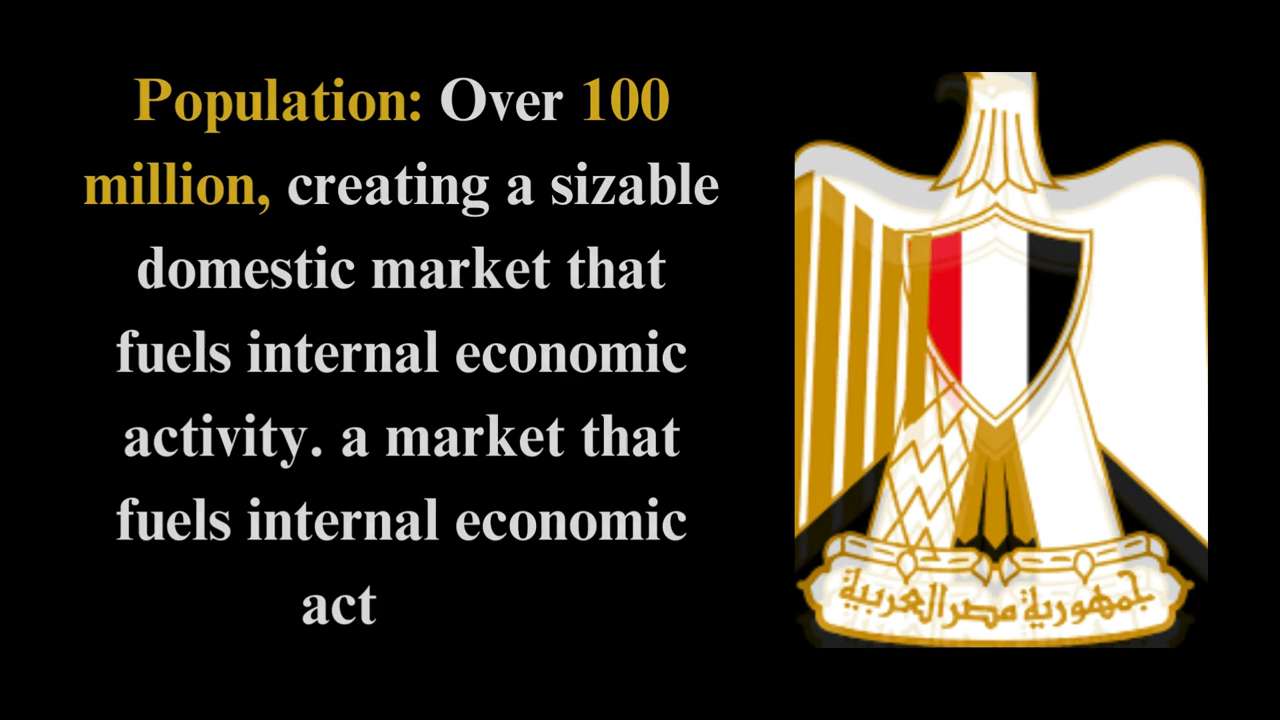 Population: Over 100
million, creating a sizable
domestic market that
fuels internal economic
activity. a market that
fuels internal economic
act
جمهورية مصر العربية